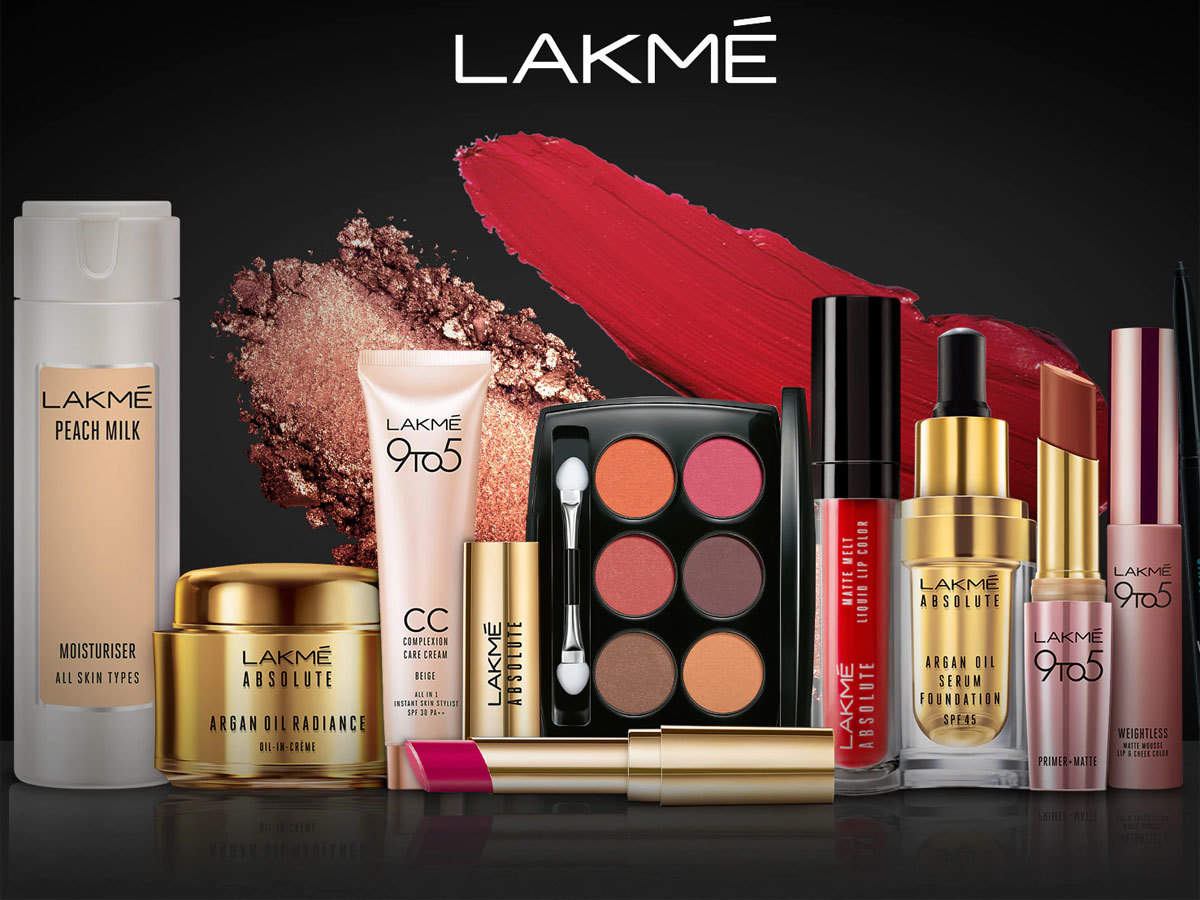 LAKMÉ
LAKMÉ
PEACH MILK
MOISTURISER
ALL SKIN TYPES
LAKMÉ
ABSOLUTE
ARGAN OIL RADIANCE
OIL-IN-CRÈME
LAKMÉ
9TO5
CC
COMPLEXION
CARE CREAM
BEIGE
ALL IN 1
INSTANT SKIN STYLIST
SPF 30 PA++
LAKMÉ
ABSOLUTE
MATTE MELT
LIQUID LIP COLOR
LAKMÉ
ABSOLUTE
LAKMÉ
ABSOLUTE
ARGAN OIL
SERUM
FOUNDATION
SPF 45
LAKMÉ
9TO5
PRIMER+MATTE
LAKMÉ
9TO5
WEIGHTLESS
MATTE MOUSSE
LIP & CHEEK COLOR